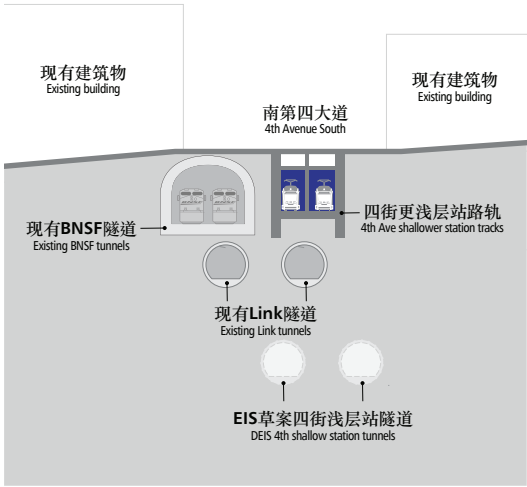 现有建筑物
Existing building
现有建筑物
Existing building
南第四大道
4th Avenue South
四街更浅层站路轨
4th Ave shallower station tracks
现有BNSF隧道
Existing BNSF tunnels
现有Link隧道
Existing Link tunnels
EIS草案四街浅层站隧道
DEIS 4th shallow station tunnels